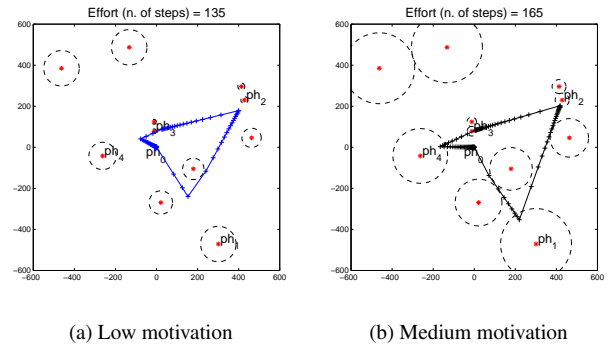 Effort (n. of steps) = 135
600
400
200
0
−200
−400
−600
−600 −400 −200 0 200 400 600
ph2
ph3
ph4
ph0
ph1
(a) Low motivation
Effort (n. of steps) = 165
600
400
200
0
−200
−400
−600
−600 −400 −200 0 200 400 600
ph2
ph3
ph4
ph0
ph1
(b) Medium motivation